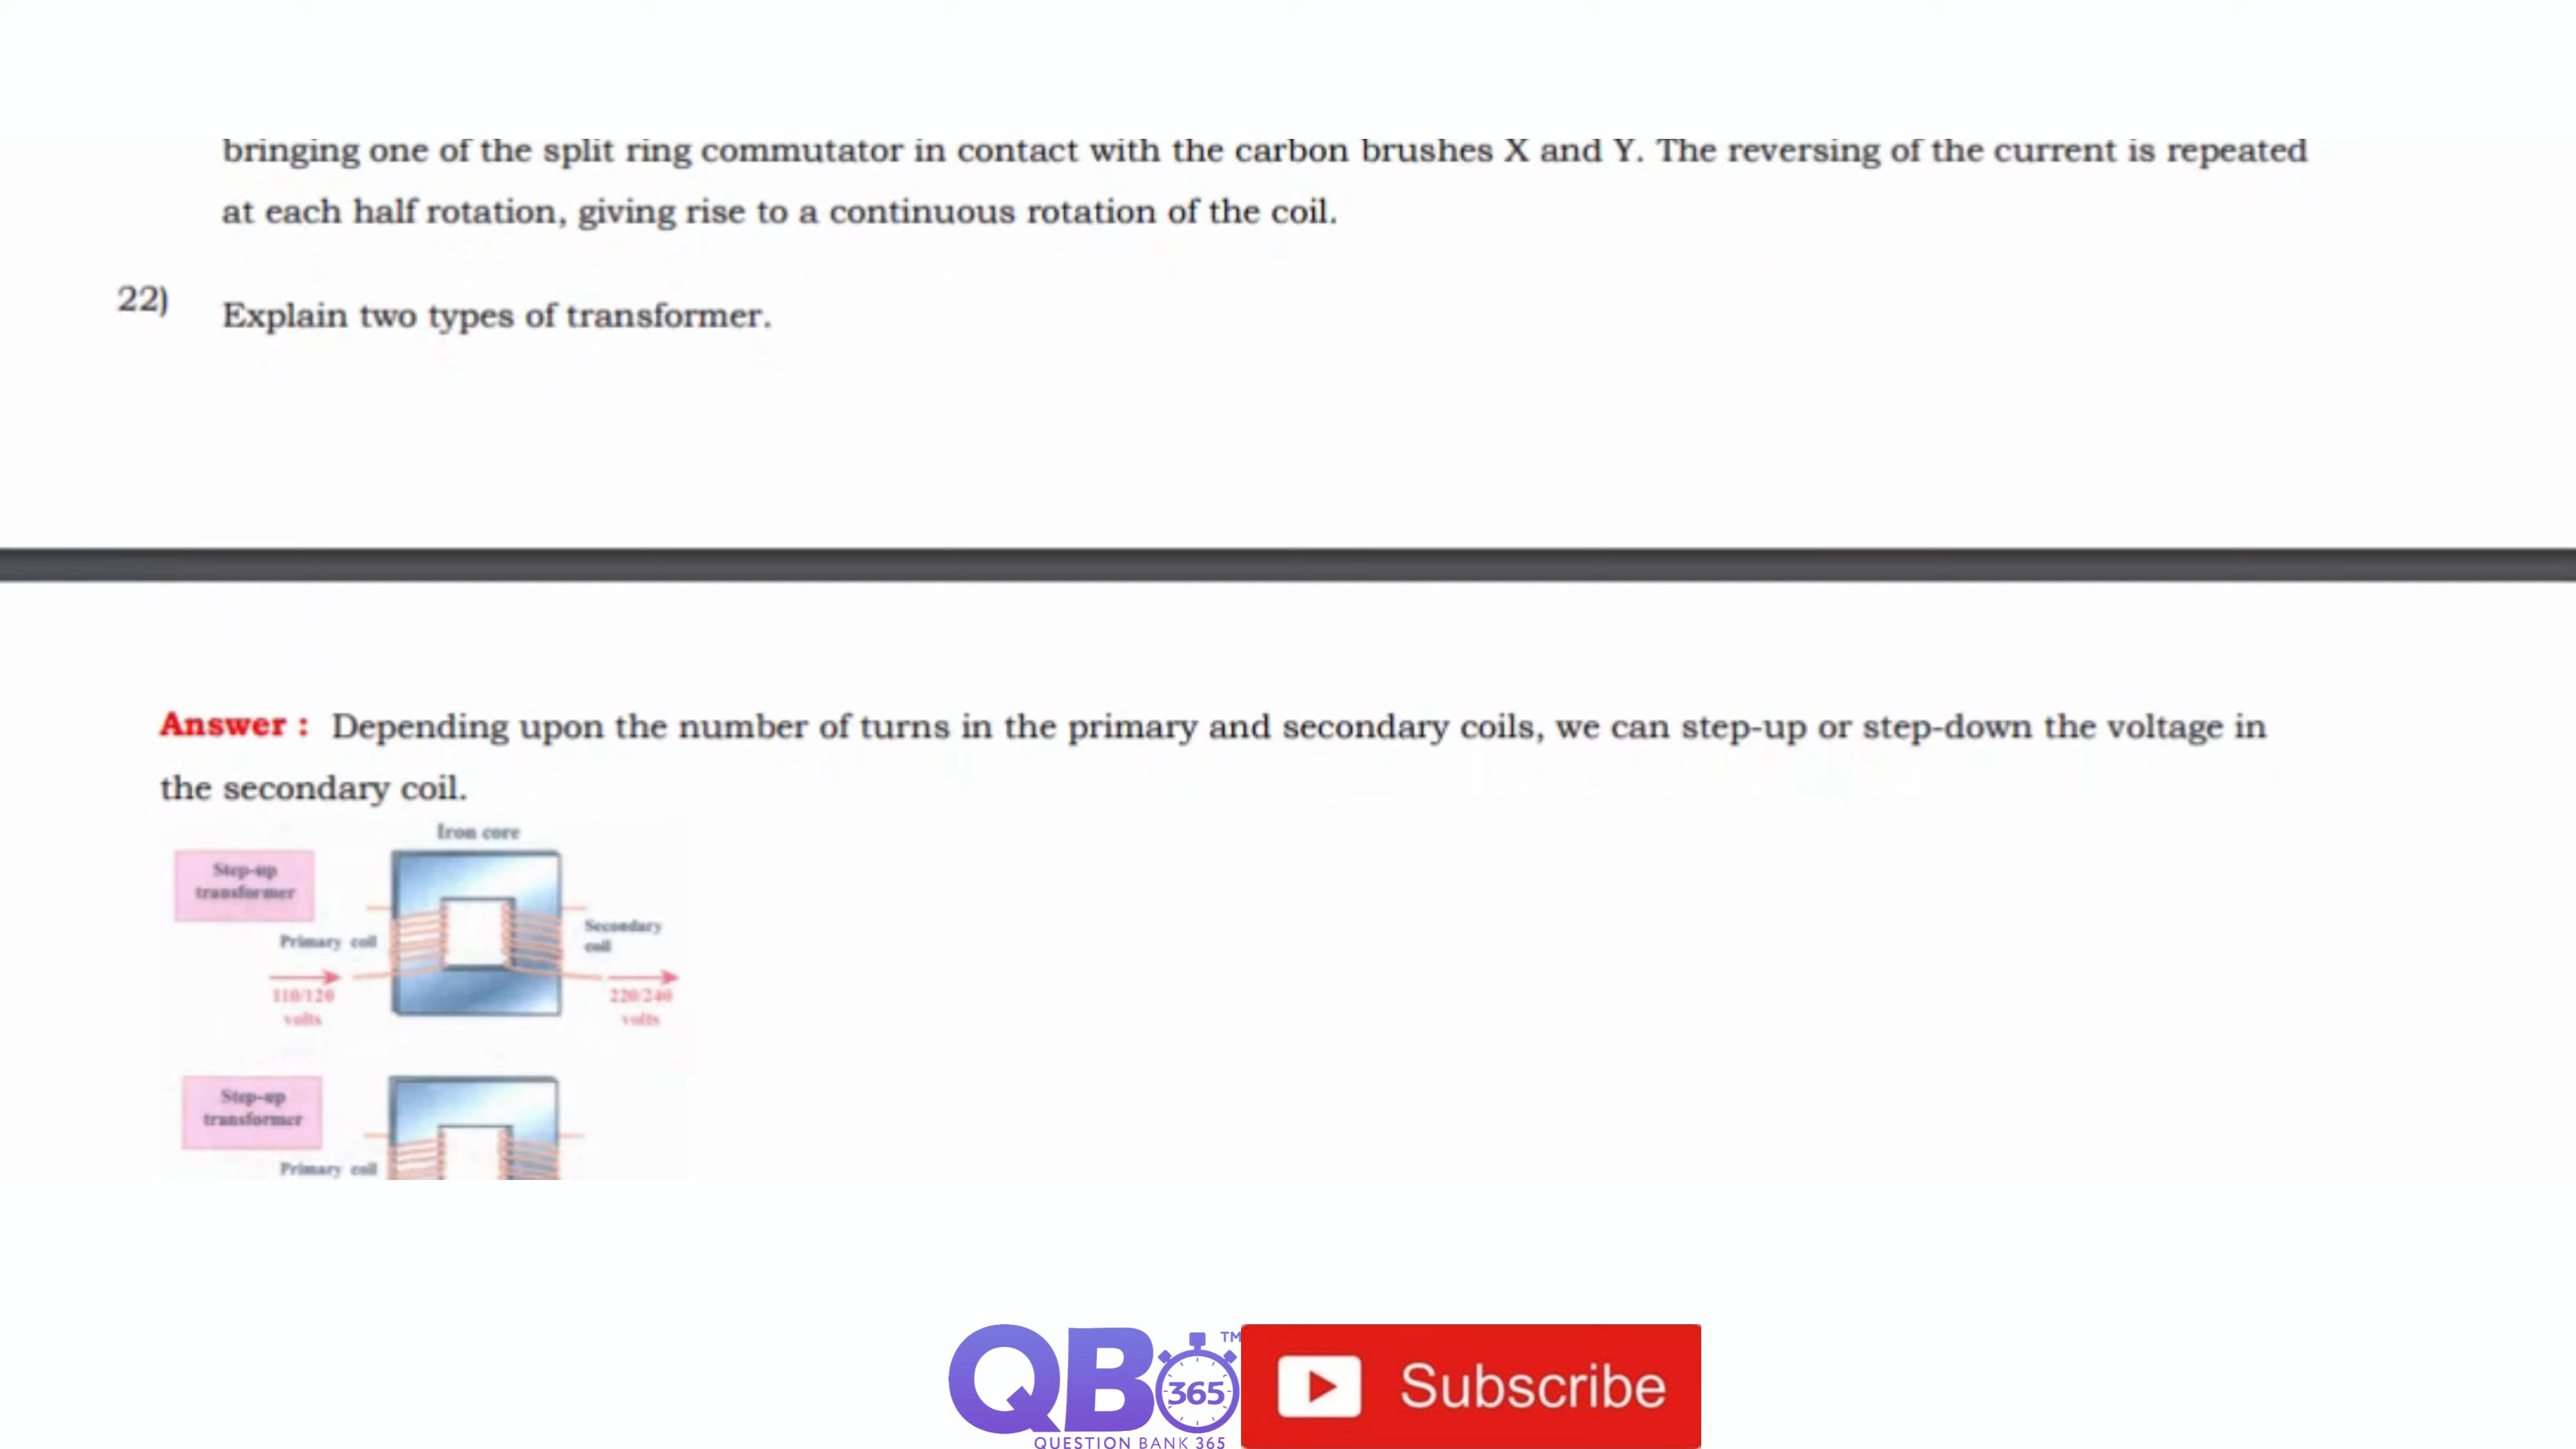 bringing one of the split ring commutator in contact with the carbon brushes X and Y. The reversing of the current is repeated
at each half rotation, giving rise to a continuous rotation of the coil.
22) Explain two types of transformer.
Answer : Depending upon the number of turns in the primary and secondary coils, we can step-up or step-down the voltage in
the secondary coil.
Iron core
Step-up
transformer
Primary coil
Secondary
coil
110/120
volts
220/240
volts
Step-up
transformer
Primary coil
QB365 TM
QUESTION BANK 365
Subscribe